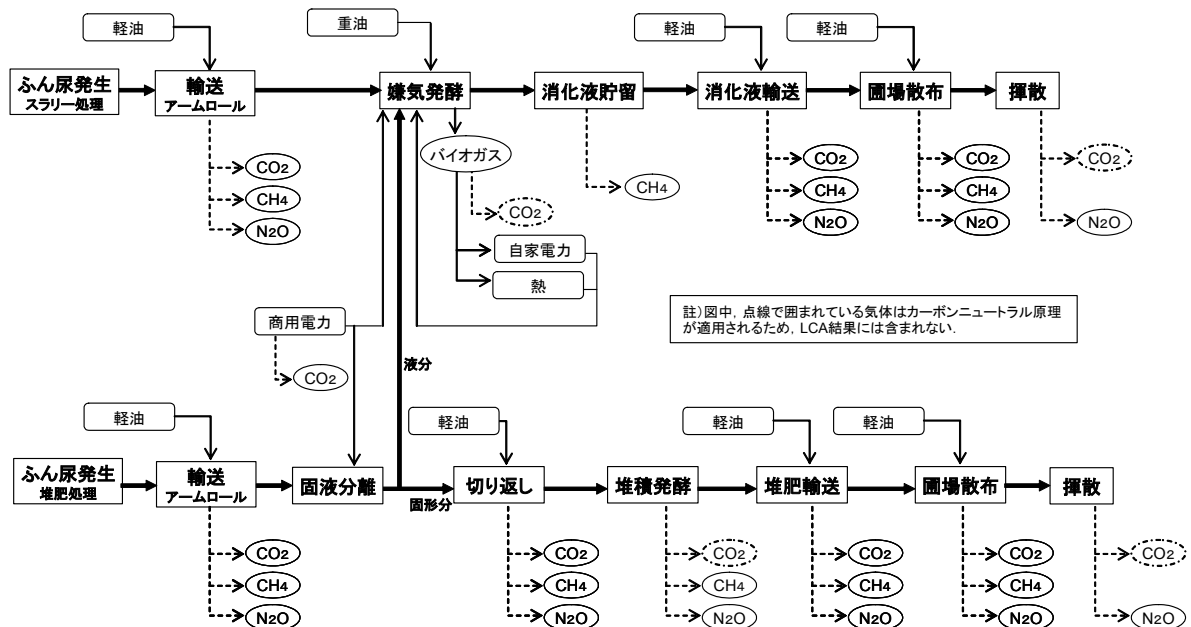 軽油
重油
軽油
軽油
ふん尿発生
スラリー処理
輸送
アームロール
嫌気発酵
消化液貯留
消化液輸送
圃場散布
揮散
CO2
CH4
N2O
バイオガス
CO2
自家電力
熱
CH4
CO2
CH4
N2O
CO2
CH4
N2O
CO2
N2O
註）図中，点線で囲まれている気体はカーボンニュートラル原理
が適用されるため，LCA結果には含まれない．
商用電力
CO2
液分
軽油
軽油
軽油
軽油
ふん尿発生
堆肥処理
輸送
アームロール
固液分離
固形分
切り返し
堆積発酵
堆肥輸送
圃場散布
揮散
CO2
CH4
N2O
CO2
CH4
N2O
CO2
CH4
N2O
CO2
CH4
N2O
CO2
CH4
N2O
CO2
N2O